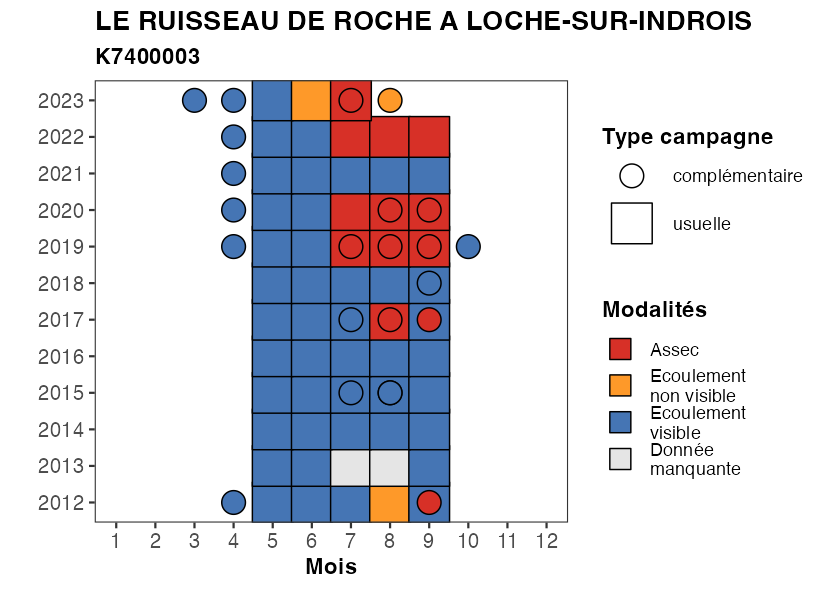 LE RUISSEAU DE ROCHE A LOCHE-SUR-INDROIS
K7400003
2023
2022
2021
2020
2019
2018
2017
2016
2015
2014
2013
2012
1 2 3 4 5 6 7 8 9 10 11 12
Mois
Type campagne
complémentaire
usuelle
Modalités
Assec
Ecoulement
non visible
Ecoulement
visible
Donnée
manquante